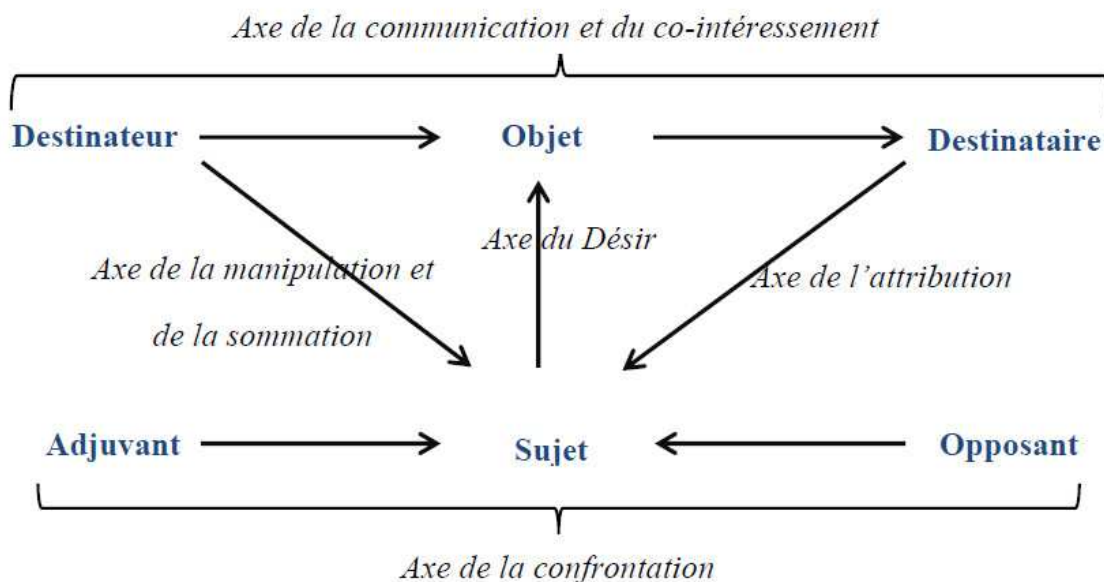 Axe de la communication et du co-intéressement
Destinateur
Objet
Destinataire
Axe du Désir
Axe de la manipulation et
de la sommation
Axe de l’attribution
Adjuvant
Sujet
Opposant
Axe de la confrontation